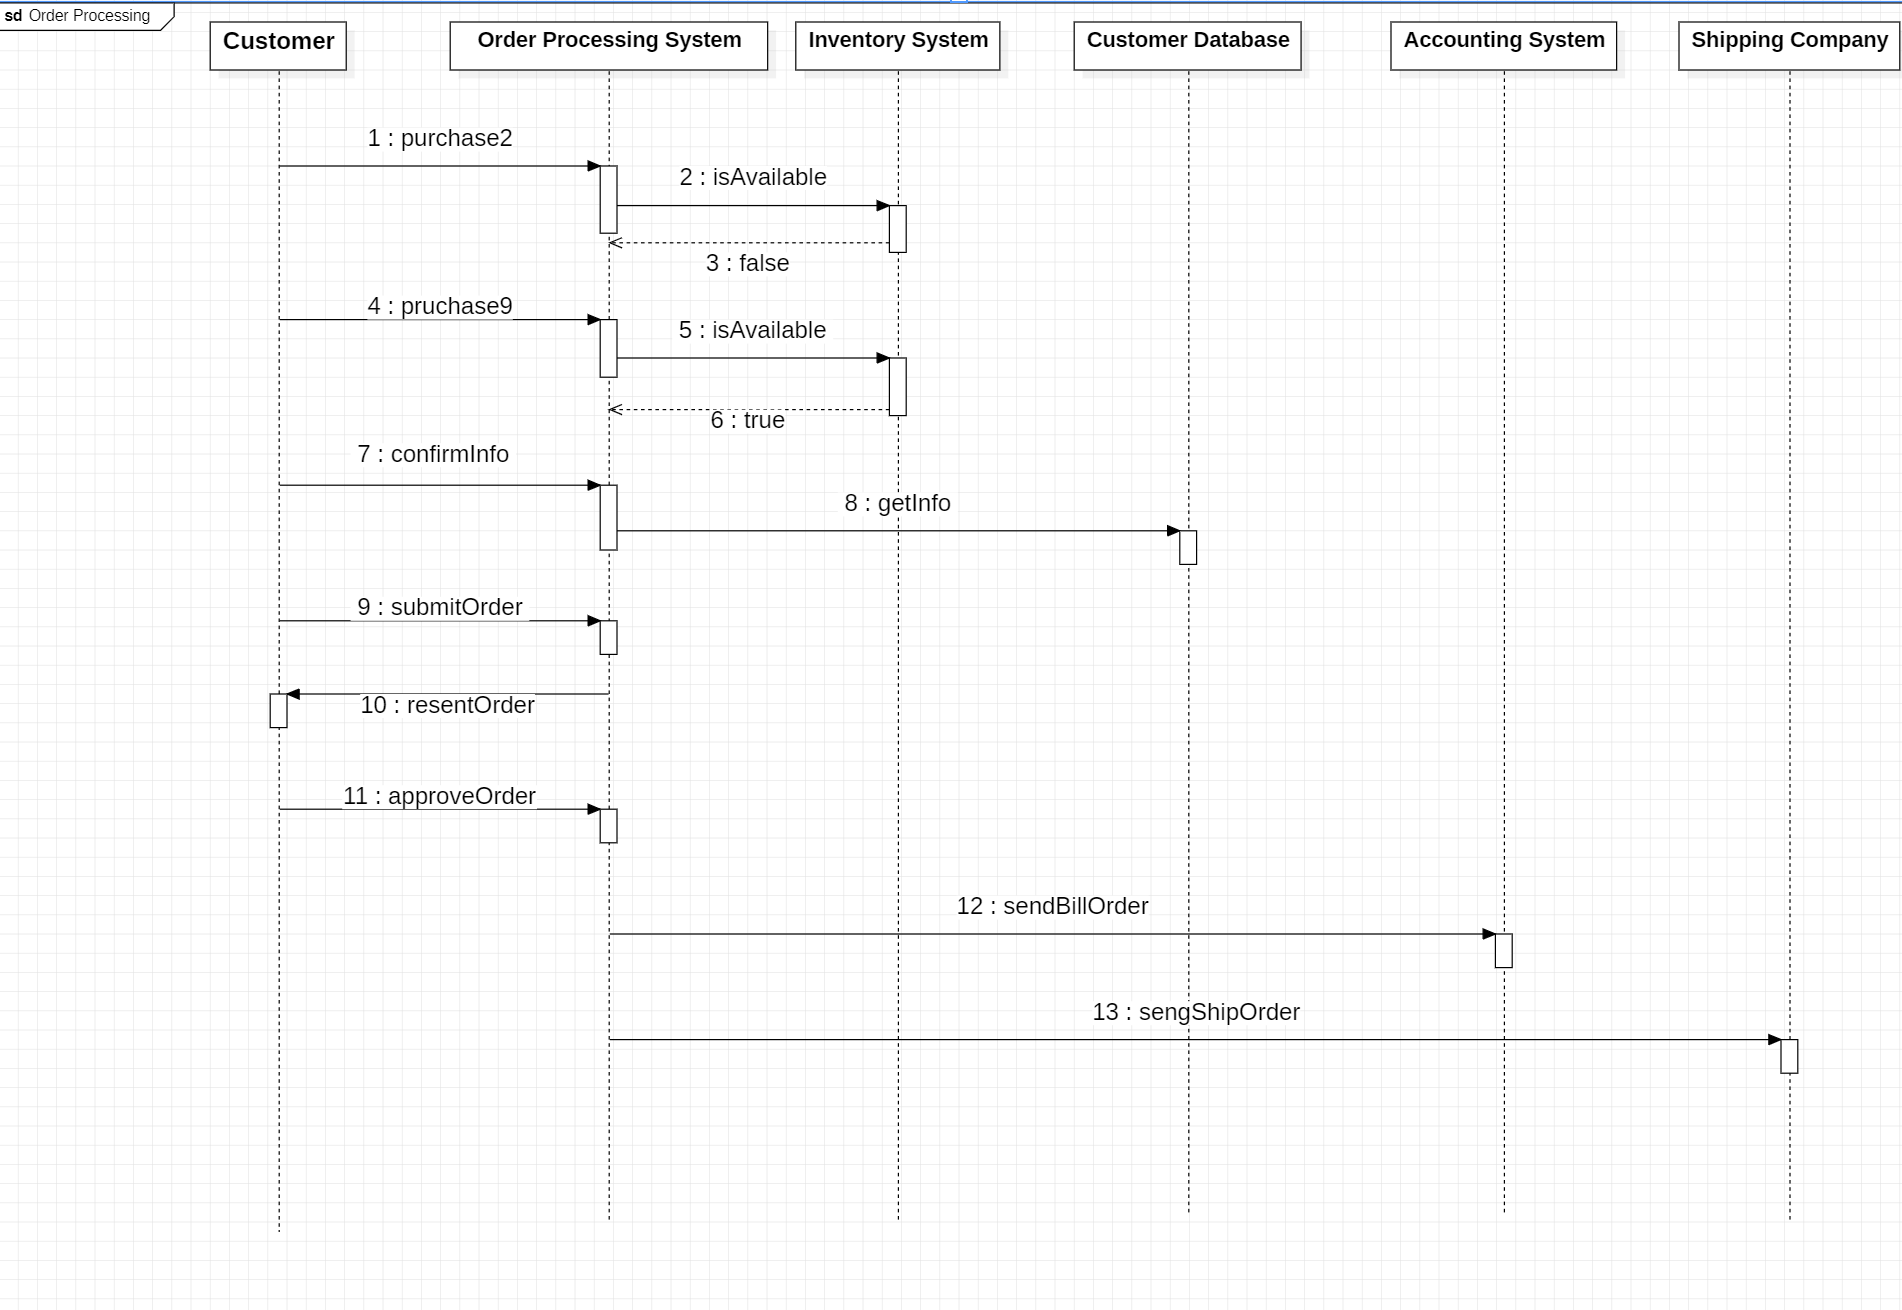 sd Order Processing
Customer
Order Processing System
Inventory System
Customer Database
Accounting System
Shipping Company
1 : purchase2
2 : isAvailable
3 : false
4 : pruchase9
5 : isAvailable
6 : true
7 : confirmInfo
8 : getInfo
9 : submitOrder
10 : resentOrder
11 : approveOrder
12 : sendBillOrder
13 : sengShipOrder